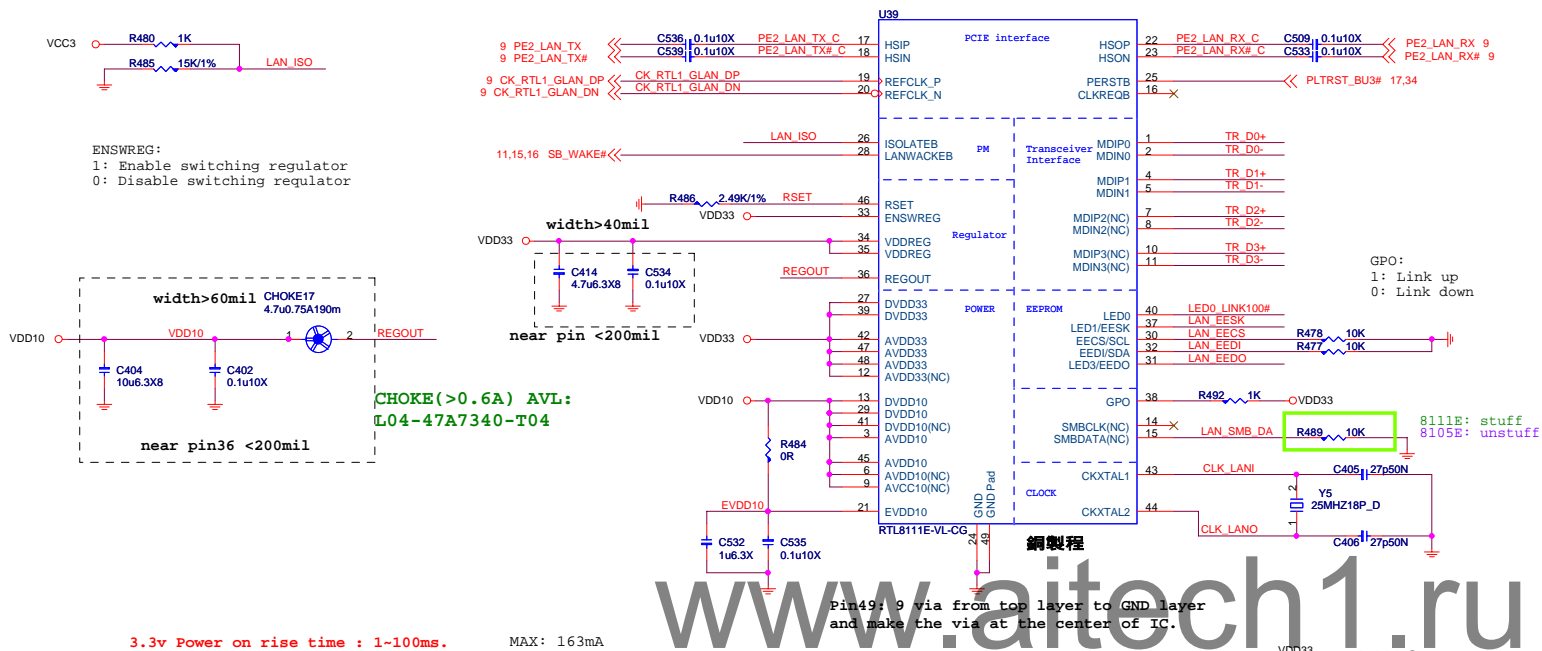 VCC3
R480 1K
R485 15K/1%
LAN_ISO
ENSWREG:
1: Enable switching regulator
0: Disable switching requlator
width>60mil
CHOKE17
4.7u0.75A190m
VDD10
VDD10
1
2
REGOUT
C404
10u6.3X8
C402
0.1u10X
near pin36 <200mil
CHOKE(>0.6A) AVL:
L04-47A7340-T04
3.3v Power on rise time : 1~100ms.
MAX: 163mA
U39
9 PE2_LAN_TX
9 PE2_LAN_TX#
C536 0.1u10X
C539 0.1u10X
PE2_LAN_TX_C
PE2_LAN_TX#_C
17 HSIP
18 HSIN
9 CK_RTL1_GLAN_DP
9 CK_RTL1_GLAN_DN
CK_RTL1_GLAN_DP
CK_RTL1_GLAN_DN
19 REFCLK_P
20 REFCLK_N
LAN_ISO
26 ISOLATEB
11,15,16 SB_WAKE#
28 LANWACKEB
R486 2.49K/1%
RSET
46 RSET
VDD33
33 ENSWREG
width>40mil
VDD33
34 VDDREG
35 VDDREG
C414
4.7u6.3X8
C534
0.1u10X
near pin <200mil
REGOUT
36 REGOUT
27 DVDD33
39 DVDD33
VDD33
42 AVDD33
47 AVDD33
48 AVDD33
12 AVDD33(NC)
VDD10
13 DVDD10
29 DVDD10
41 DVDD10(NC)
3 AVDD10
45 AVDD10
6 AVDD10(NC)
9 AVCC10(NC)
R484
0R
EVDD10
21 EVDD10
C532
1u6.3X
C535
0.1u10X
RTL8111E-VL-CG
PCIE interface
PM
Transceiver
Interface
Regulator
POWER
EEPROM
CLOCK
GND
GND Pad
24
49
HSOP 22
HSON 23
PE2_LAN_RX_C
PE2_LAN_RX#_C
C509 0.1u10X
C533 0.1u10X
PE2_LAN_RX 9
PE2_LAN_RX# 9
PERSTB 25
PLTRST_BU3# 17,34
CLKREQB 16
MDIP0 1 TR_D0+
MDIN0 2 TR_D0-
MDIP1 4 TR_D1+
MDIN1 5 TR_D1-
MDIP2(NC) 7 TR_D2+
MDIN2(NC) 8 TR_D2-
MDIP3(NC) 10 TR_D3+
MDIN3(NC) 11 TR_D3-
GPO:
1: Link up
0: Link down
LED0 40 LED0_LINK100#
LED1/EESK 37 LAN_EESK
EECS/SCL 30 LAN_EECS
EEDI/SDA 32 LAN_EEDI
LED3/EEDO 31 LAN_EEDO
R478 10K
R477 10K
GPO 38
R492 1K
VDD33
SMBCLK(NC) 14
SMBDATA(NC) 15 LAN_SMB_DA
R489 10K
8111E: stuff
8105E: unstuff
CKXTAL1 43 CLK_LANI
C405 27p50N
2
Y5
25MHZ18P_D
1
CKXTAL2 44 CLK_LANO
C406 27p50N
銅製程
Pin49: 9 via from top layer to GND layer
and make the via at the center of IC.
www.aitech1.ru
VDD33